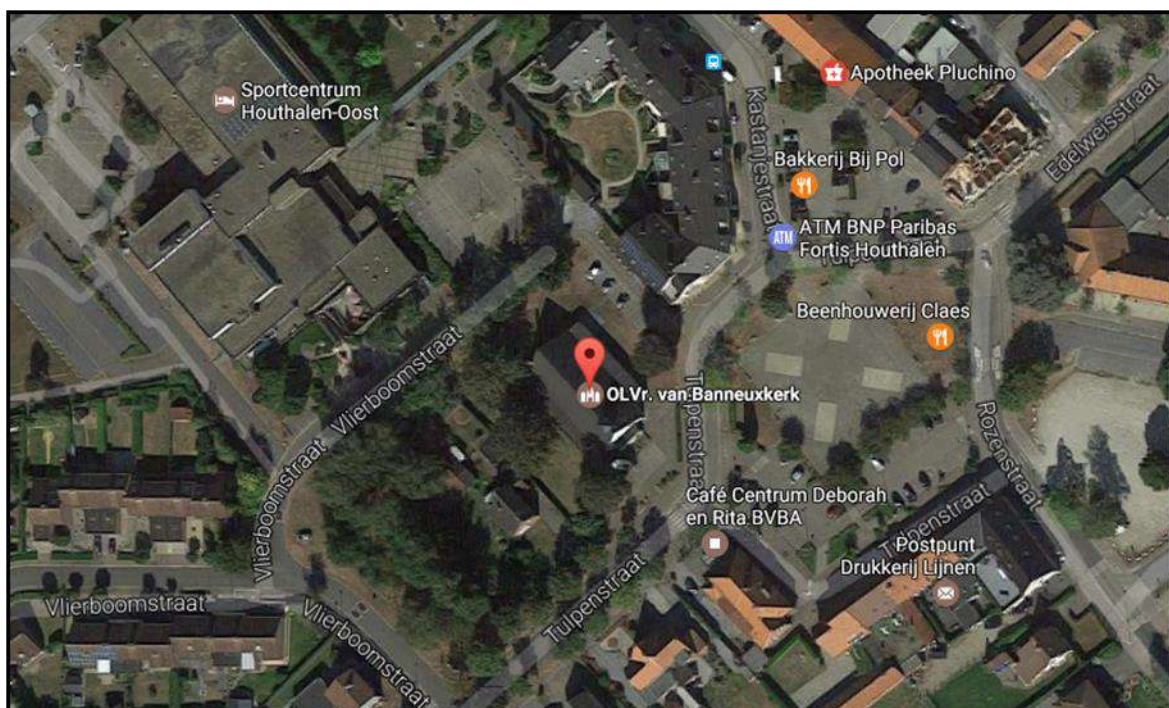 Sportcentrum
Houthalen-Oost
Apotheek Pluchino
Kastanjestraat
Edelweisstraat
Bakkerij Bij Pol
ATM
ATM BNP Paribas
Fortis Houthalen
Beenhouwerij Claes
Vlierboomstraat
Vlierboomstraat
OLVr. van Banneuxkerk
Tulpenstraat
Rozenstraat
Café Centrum Deborah
en Rita BVBA
Tulpenstraat
Postpunt
Drukkerij Lijnen
Tulpenstraat
Vlierboomstraat
Vlierboomstraat